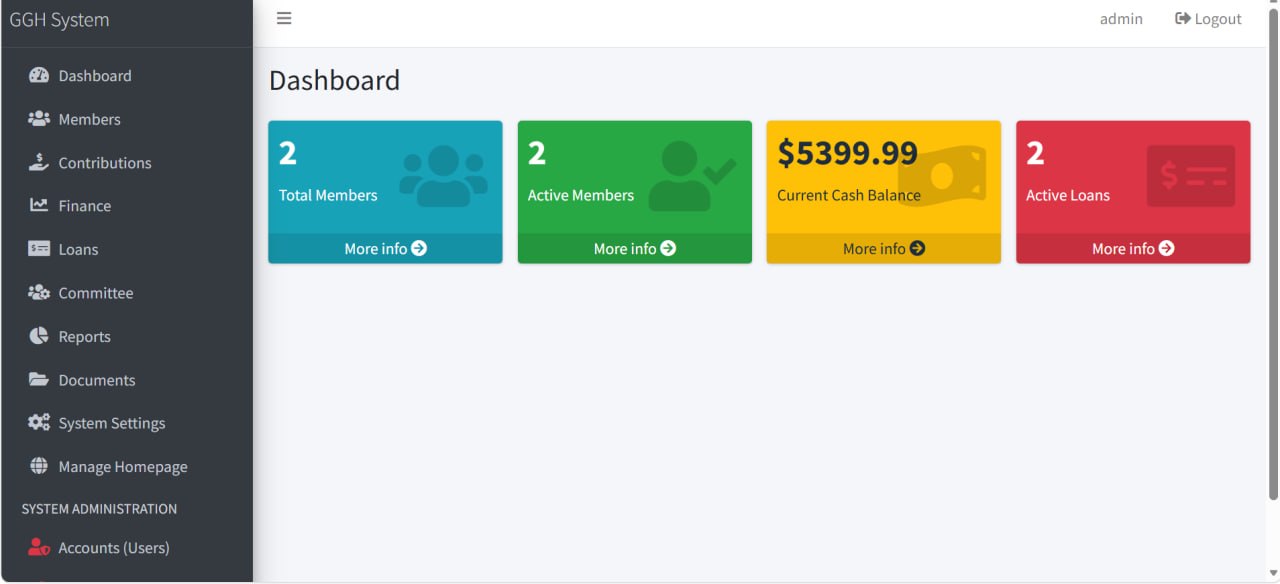 GGH System
admin
Logout
Dashboard
Members
Contributions
Finance
Loans
Committee
Reports
Documents
System Settings
Manage Homepage
SYSTEM ADMINISTRATION
Accounts (Users)
Dashboard
2
Total Members
More info
2
Active Members
More info
$5399.99
Current Cash Balance
More info
2
Active Loans
More info